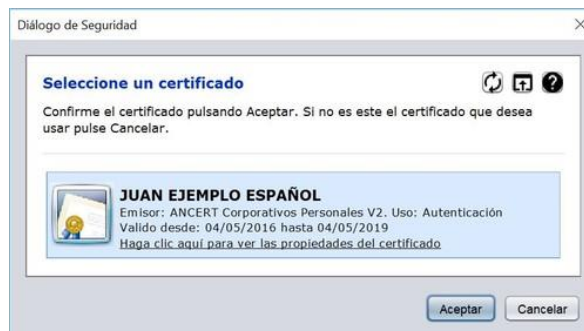 Diálogo de Seguridad
Seleccione un certificado
Confirme el certificado pulsando Aceptar. Si no es este el certificado que desea
usar pulse Cancelar.
JUAN EJEMPLO ESPAÑOL
Emisor: ANCERT Corporativos Personales V2. Uso: Autenticación
Valido desde: 04/05/2016 hasta 04/05/2019
Haga clic aquí para ver las propiedades del certificado
Aceptar Cancelar